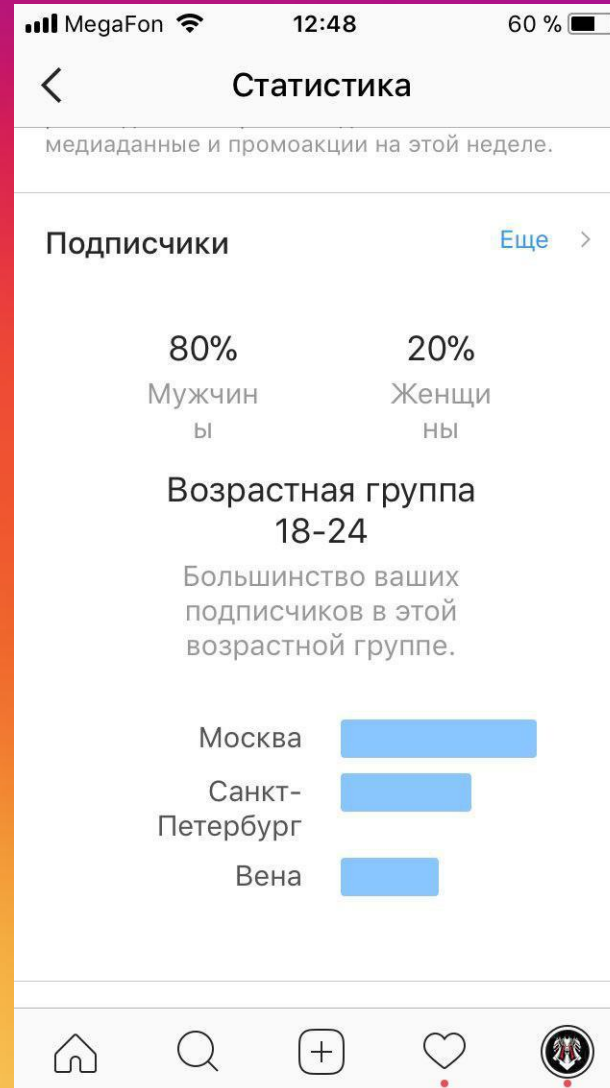 MegaFon 12:48 60 %
Статистика
медиаданные и промоакции на этой неделе.
Подписчики Еще
80% 20%
Мужчин Женщи
ы ны
Возрастная группа
18-24
Большинство ваших
подписчиков в этой
возрастной группе.
Москва
Санкт-
Петербург
Вена